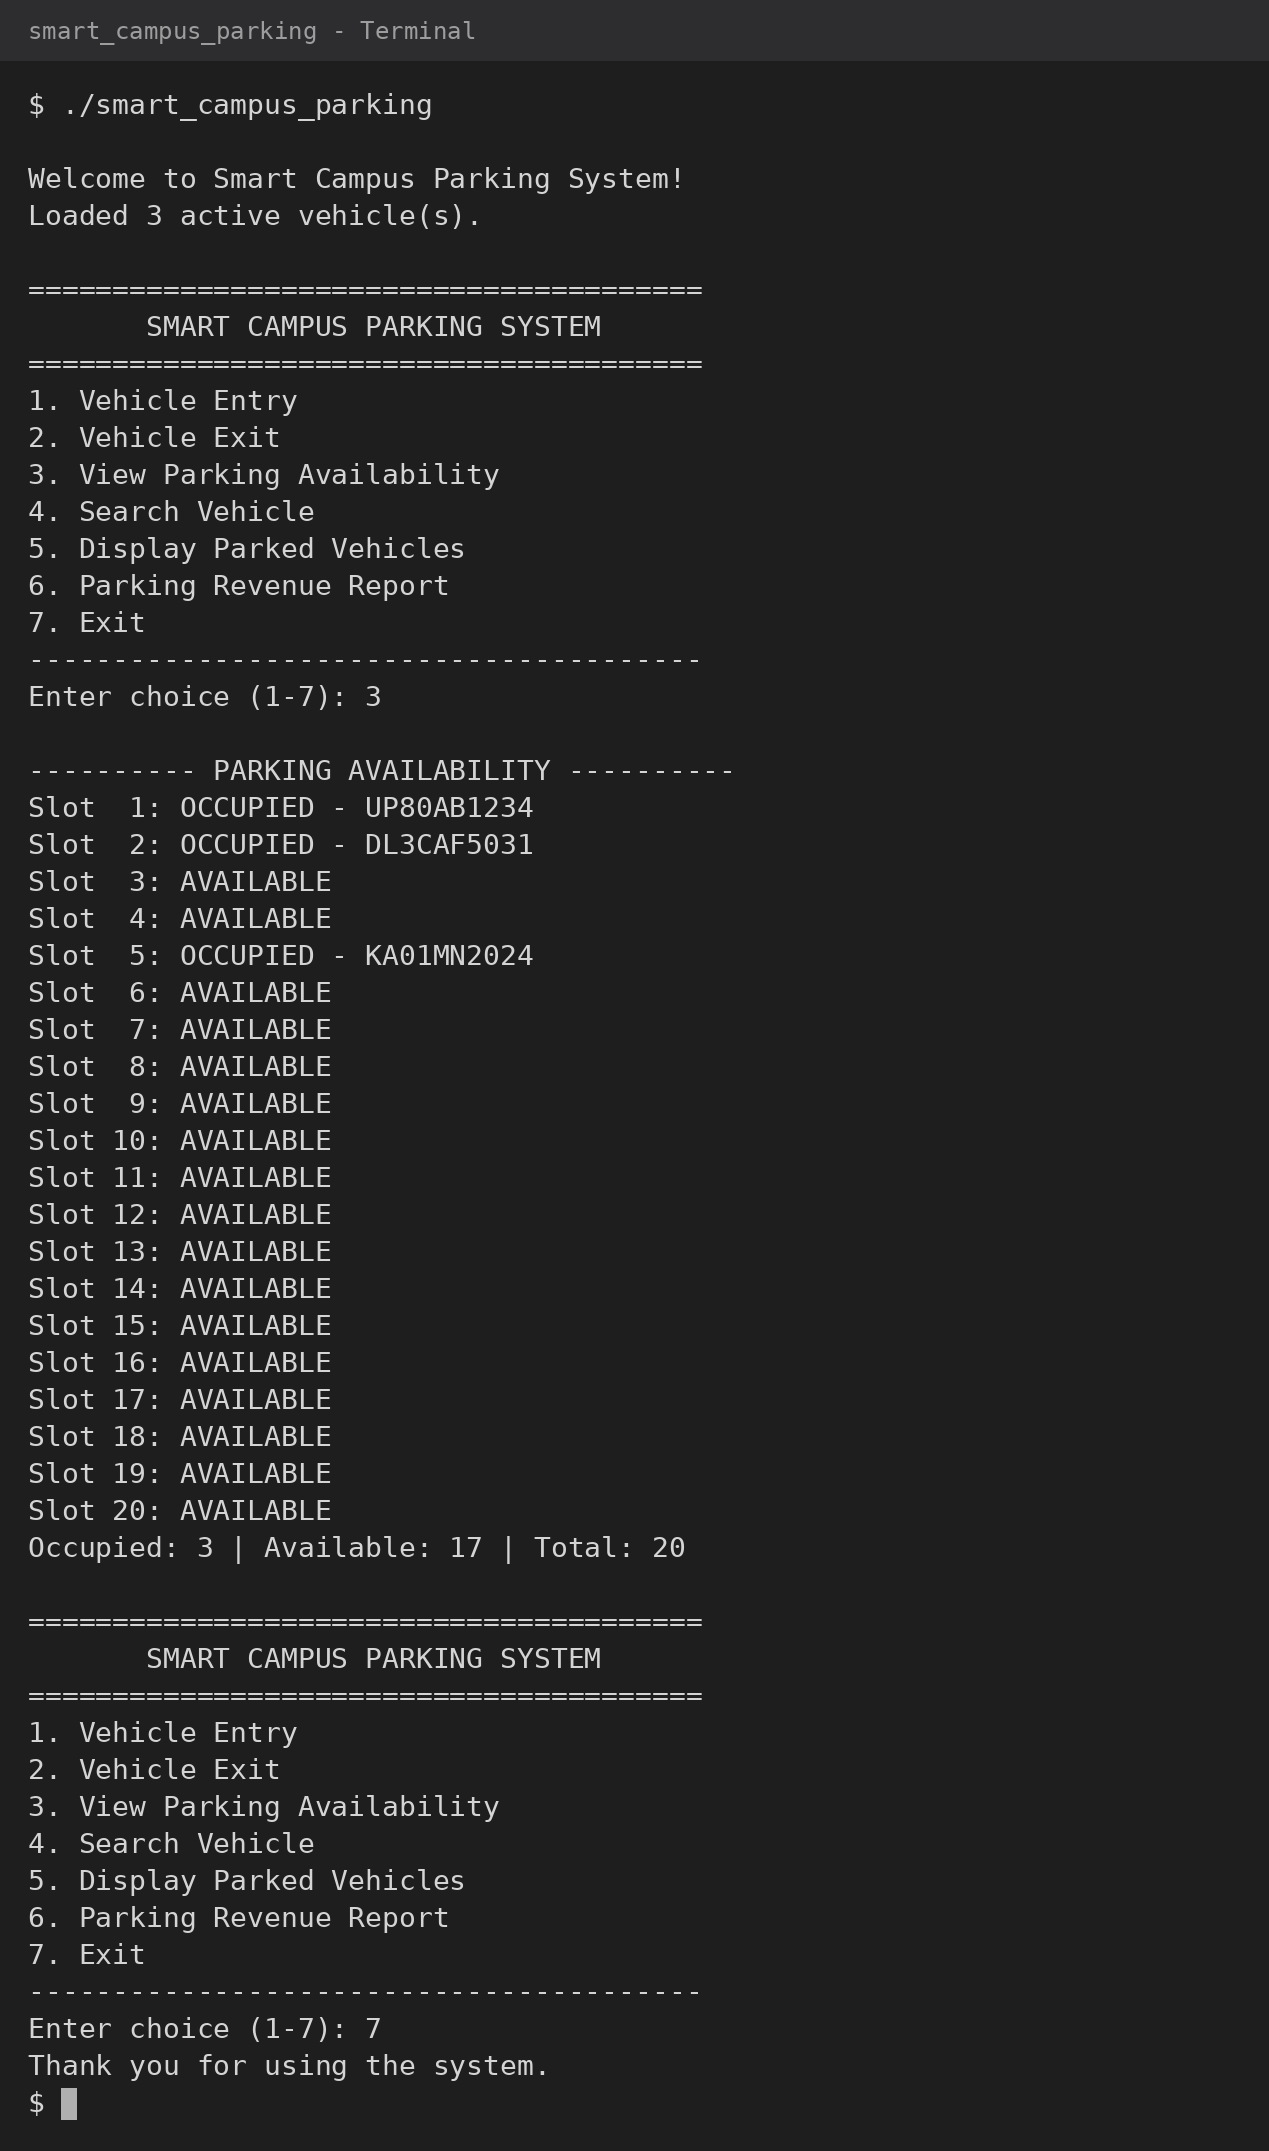 smart_campus_parking - Terminal
$ ./smart_campus_parking
Welcome to Smart Campus Parking System!
Loaded 3 active vehicle(s).
========================================
       SMART CAMPUS PARKING SYSTEM
========================================
1. Vehicle Entry
2. Vehicle Exit
3. View Parking Availability
4. Search Vehicle
5. Display Parked Vehicles
6. Parking Revenue Report
7. Exit
----------------------------------------
Enter choice (1-7): 3
---------- PARKING AVAILABILITY ----------
Slot  1: OCCUPIED - UP80AB1234
Slot  2: OCCUPIED - DL3CAF5031
Slot  3: AVAILABLE
Slot  4: AVAILABLE
Slot  5: OCCUPIED - KA01MN2024
Slot  6: AVAILABLE
Slot  7: AVAILABLE
Slot  8: AVAILABLE
Slot  9: AVAILABLE
Slot 10: AVAILABLE
Slot 11: AVAILABLE
Slot 12: AVAILABLE
Slot 13: AVAILABLE
Slot 14: AVAILABLE
Slot 15: AVAILABLE
Slot 16: AVAILABLE
Slot 17: AVAILABLE
Slot 18: AVAILABLE
Slot 19: AVAILABLE
Slot 20: AVAILABLE
Occupied: 3 | Available: 17 | Total: 20
========================================
       SMART CAMPUS PARKING SYSTEM
========================================
1. Vehicle Entry
2. Vehicle Exit
3. View Parking Availability
4. Search Vehicle
5. Display Parked Vehicles
6. Parking Revenue Report
7. Exit
----------------------------------------
Enter choice (1-7): 7
Thank you for using the system.
$